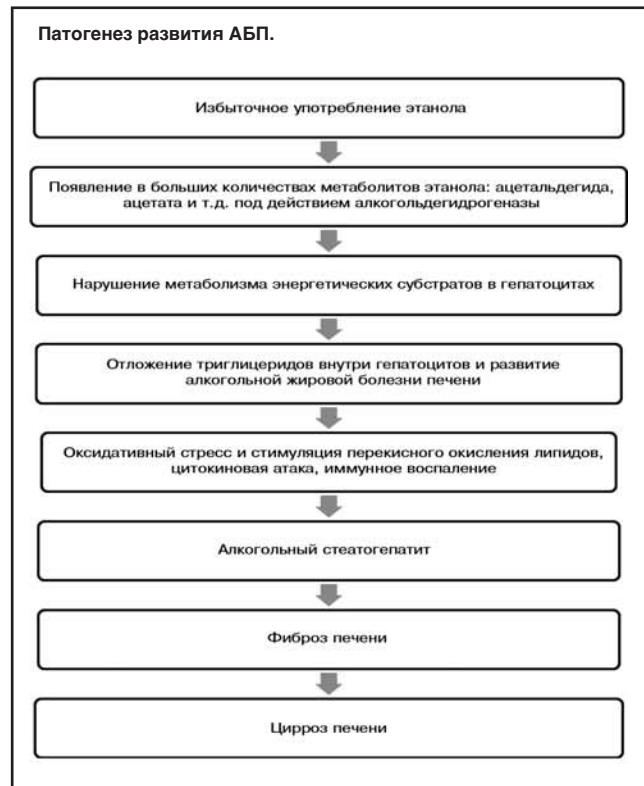 Патогенез развития АБП.
Избыточное употребление этанола
Появление в больших количествах метаболитов этанола: ацетальдегида,
ацетата и т.д. под действием алкогольдегидрогеназы
Нарушение метаболизма энергетических субстратов в гепатоцитах
Отложение триглицеридов внутри гепатоцитов и развитие
алкогольной жировой болезни печени
Оксидативный стресс и стимуляция перекисного окисления липидов,
цитокиновая атака, иммунное воспаление
Алкогольный стеатогепатит
Фиброз печени
Цирроз печени